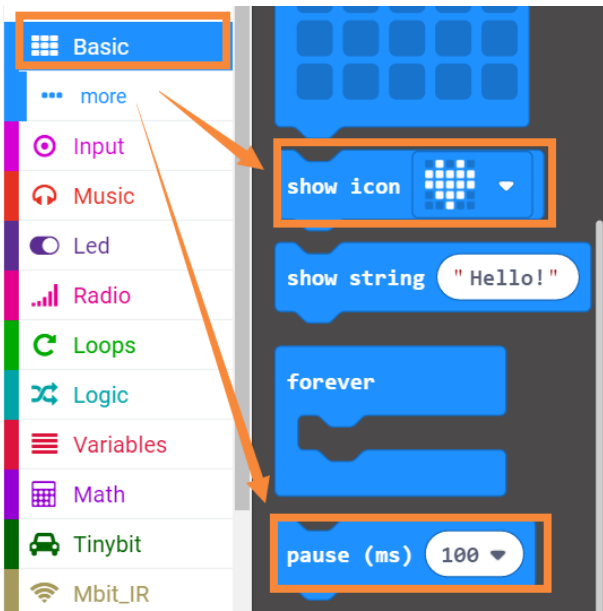 Basic
more
Input
Music
Led
Radio
Loops
Logic
Variables
Math
Tinybit
Mbit_IR
show icon
show string "Hello!"
forever
pause (ms) 100